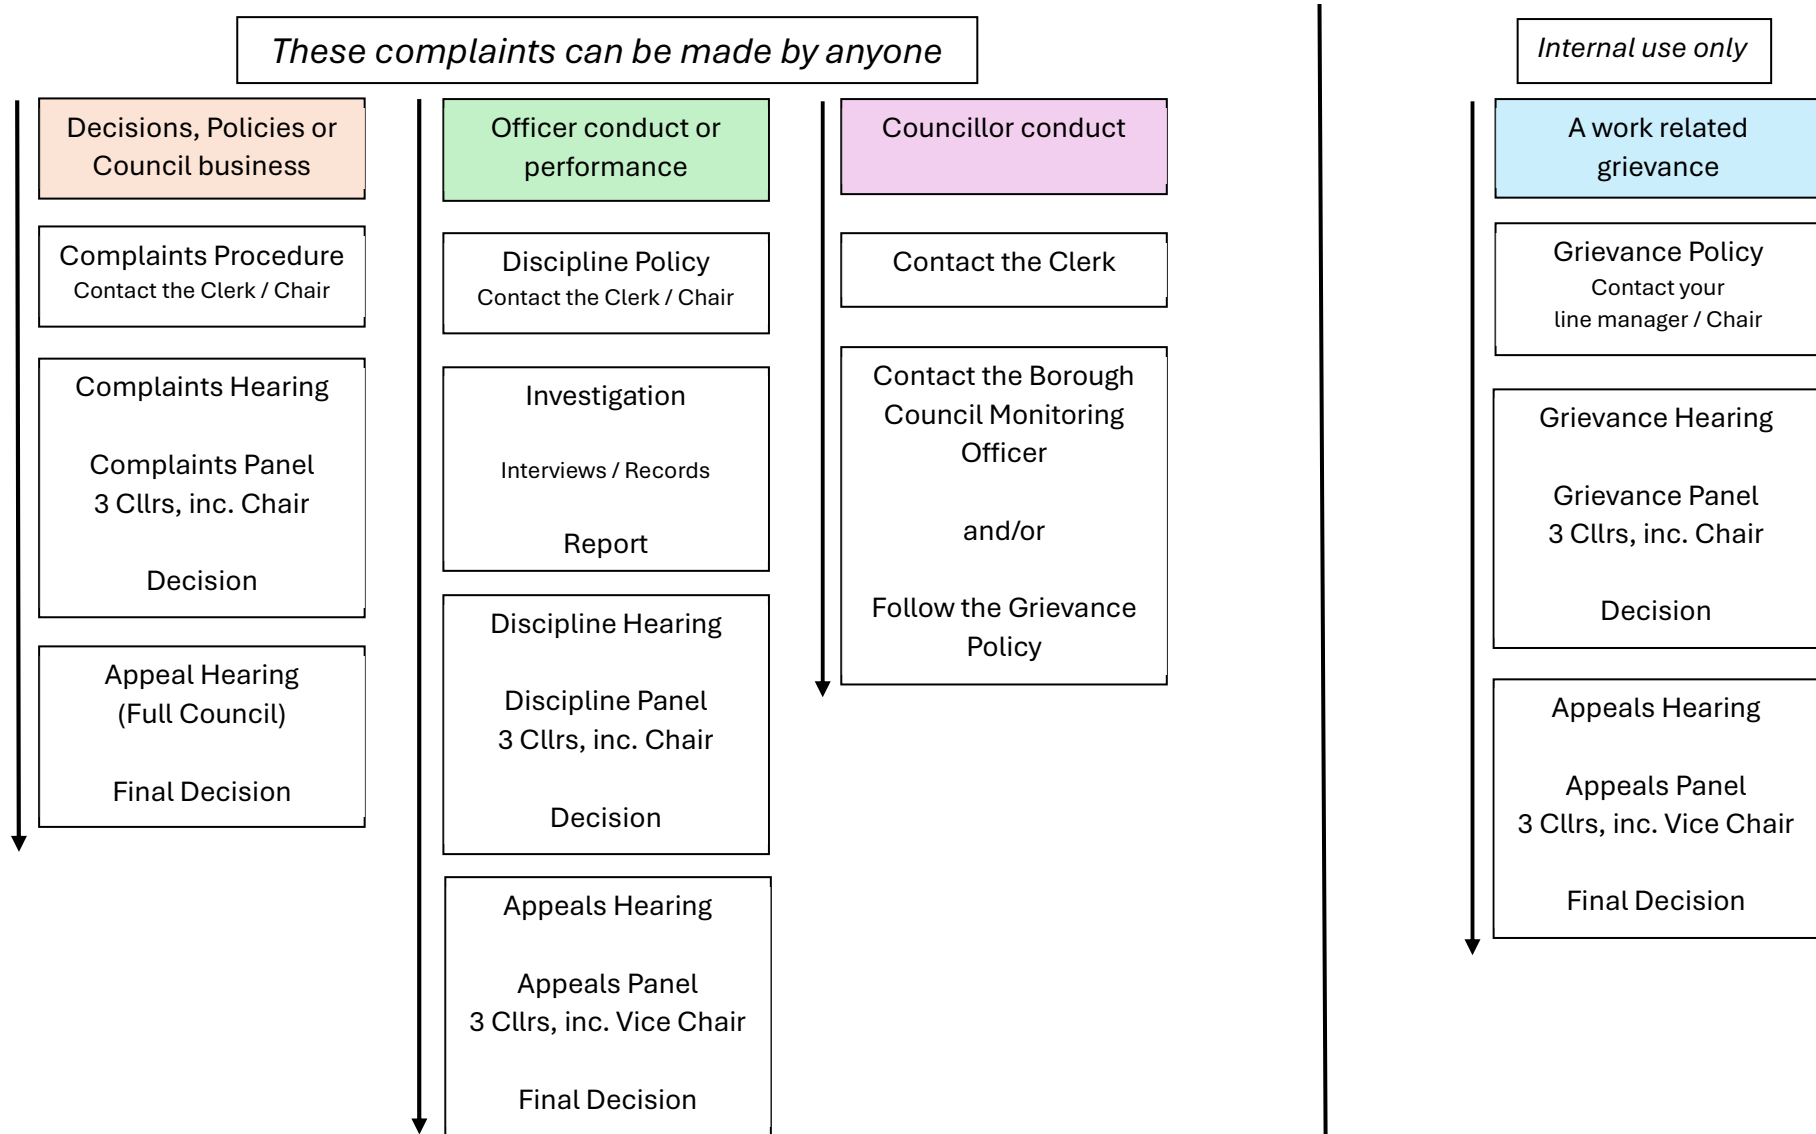 These complaints can be made by anyone
Decisions, Policies or
Council business
Complaints Procedure
Contact the Clerk / Chair
Complaints Hearing
Complaints Panel
3 Cllrs, inc. Chair
Decision
Appeal Hearing
(Full Council)
Final Decision
Officer conduct or
performance
Discipline Policy
Contact the Clerk / Chair
Investigation
Interviews / Records
Report
Discipline Hearing
Discipline Panel
3 Cllrs, inc. Chair
Decision
Appeals Hearing
Appeals Panel
3 Cllrs, inc. Vice Chair
Final Decision
Councillor conduct
Contact the Clerk
Contact the Borough
Council Monitoring
Officer
and/or
Follow the Grievance
Policy
Internal use only
A work related
grievance
Grievance Policy
Contact your
line manager / Chair
Grievance Hearing
Grievance Panel
3 Cllrs, inc. Chair
Decision
Appeals Hearing
Appeals Panel
3 Cllrs, inc. Vice Chair
Final Decision